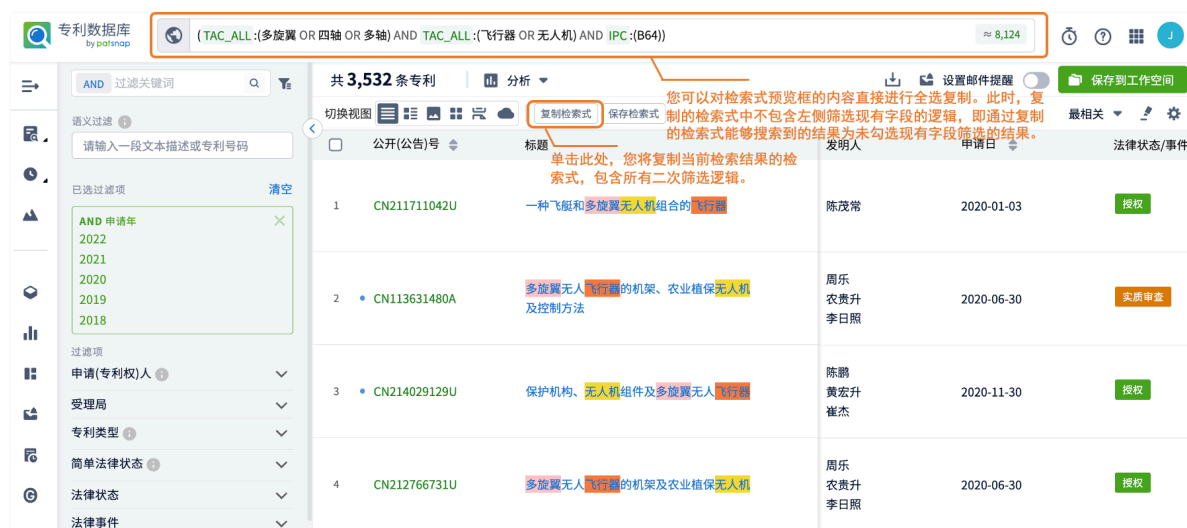 专利数据库
by patsnap
( TAC_ALL :(多旋翼 OR 四轴 OR 多轴) AND TAC_ALL :(飞行器 OR 无人机) AND IPC :(B64))
≈ 8,124
J
AND 过滤关键词
共 3,532 条专利
分析
设置邮件提醒
保存到工作空间
语义过滤
请输入一段文本描述或专利号码
切换视图
复制检索式
保存检索式
您可以对检索式预览框的内容直接进行全选复制。此时，复
制的检索式中不包含左侧筛选现有字段的逻辑，即通过复制
的检索式能够搜索到的结果为未勾选现有字段筛选的结果。
最相关
公开(公告)号
标题
发明人
申请日
法律状态/事件
单击此处，您将复制当前检索结果的检
索式，包含所有二次筛选逻辑。
已选过滤项
清空
AND 申请年
2022
2021
2020
2019
2018
过滤项
申请(专利权)人
受理局
专利类型
简单法律状态
法律状态
法律事件
1
CN211711042U
一种飞艇和多旋翼无人机组合的飞行器
陈茂常
2020-01-03
授权
2
CN113631480A
多旋翼无人飞行器的机架、农业植保无人机
及控制方法
周乐
农贵升
李日照
2020-06-30
实质审查
3
CN214029129U
保护机构、无人机组件及多旋翼无人飞行器
陈鹏
黄宏升
崔杰
2020-11-30
授权
4
CN212766731U
多旋翼无人飞行器的机架及农业植保无人机
周乐
农贵升
李日照
2020-06-30
授权
G